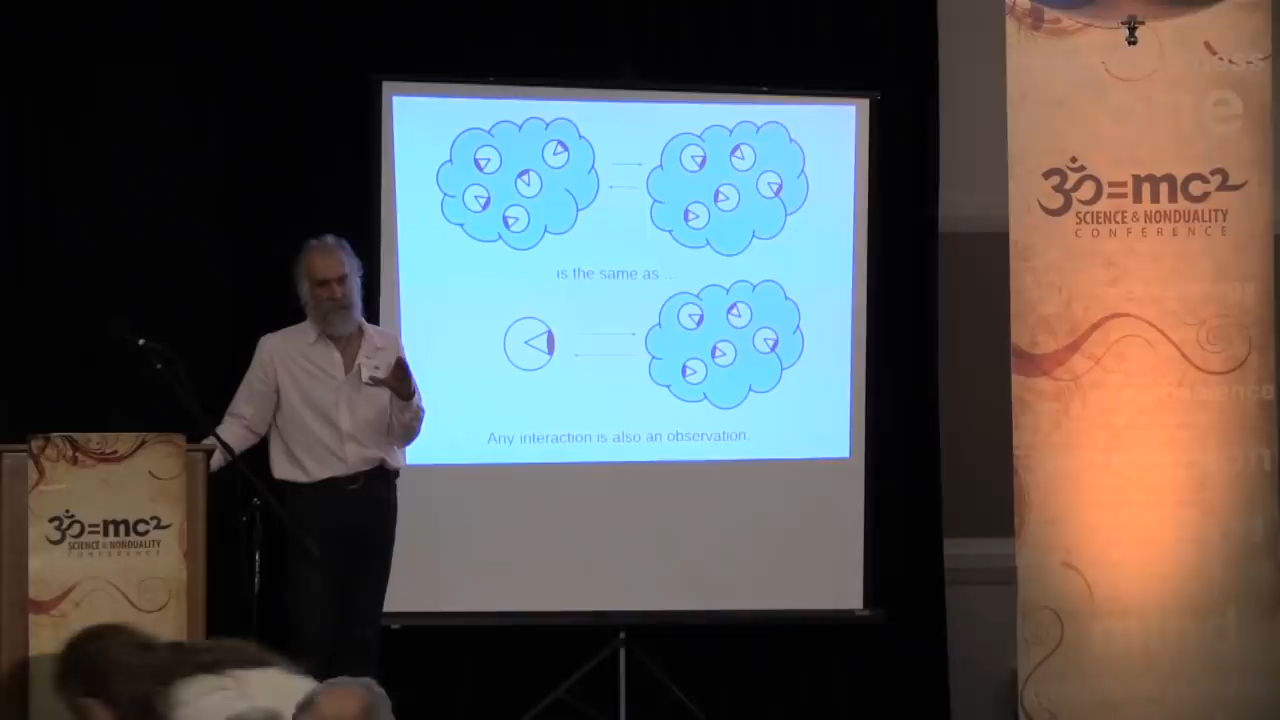 is the same as ...
Any interaction is also an observation.
ॐ=mc2
SCIENCE & NONDUALITY
CONFERENCE
ॐ=mc2
SCIENCE & NONDUALITY
CONFERENCE